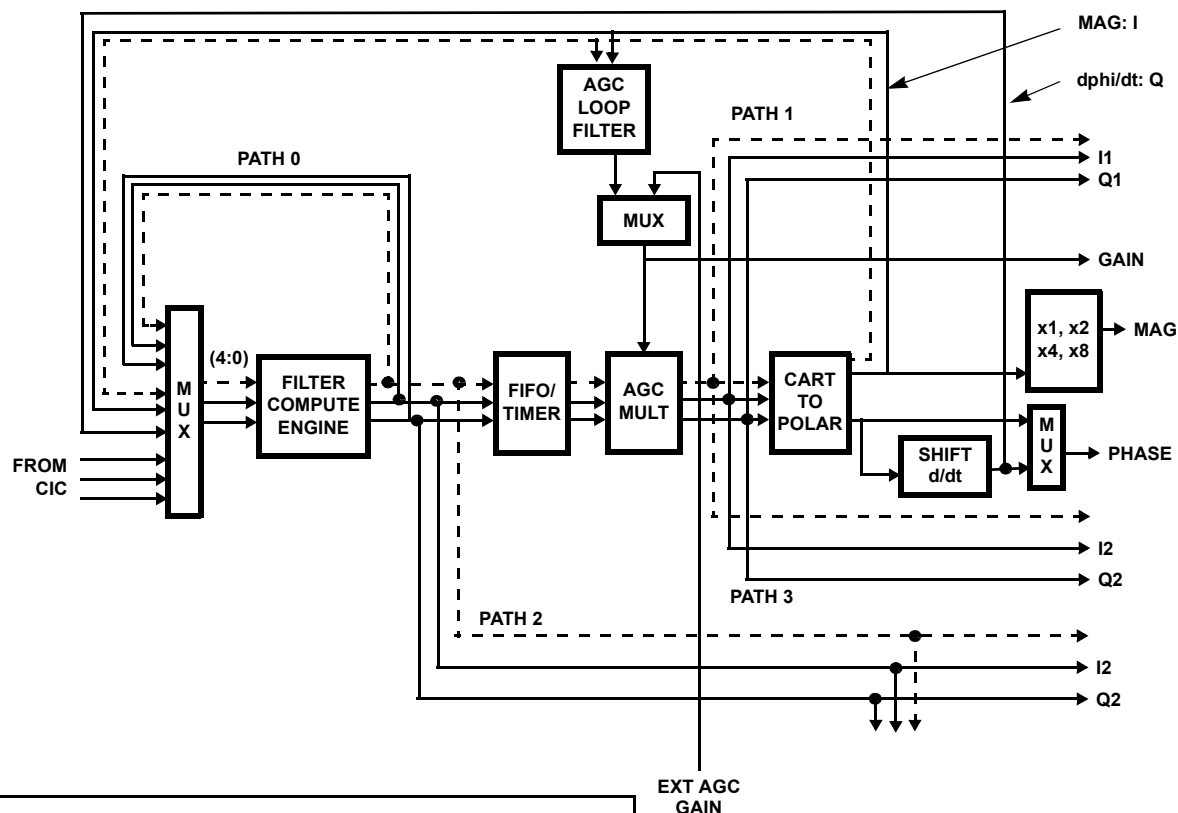 MAG: I
dphi/dt: Q
AGC
LOOP
FILTER
PATH 1
PATH 0
I1
Q1
MUX
GAIN
x1, x2
x4, x8
MAG
(4:0)
MUX
FILTER
COMPUTE
ENGINE
FIFO/
TIMER
AGC
MULT
CART
TO
POLAR
MUX
SHIFT
d/dt
PHASE
FROM
CIC
I2
Q2
PATH 3
PATH 2
I2
Q2
EXT AGC
GAIN